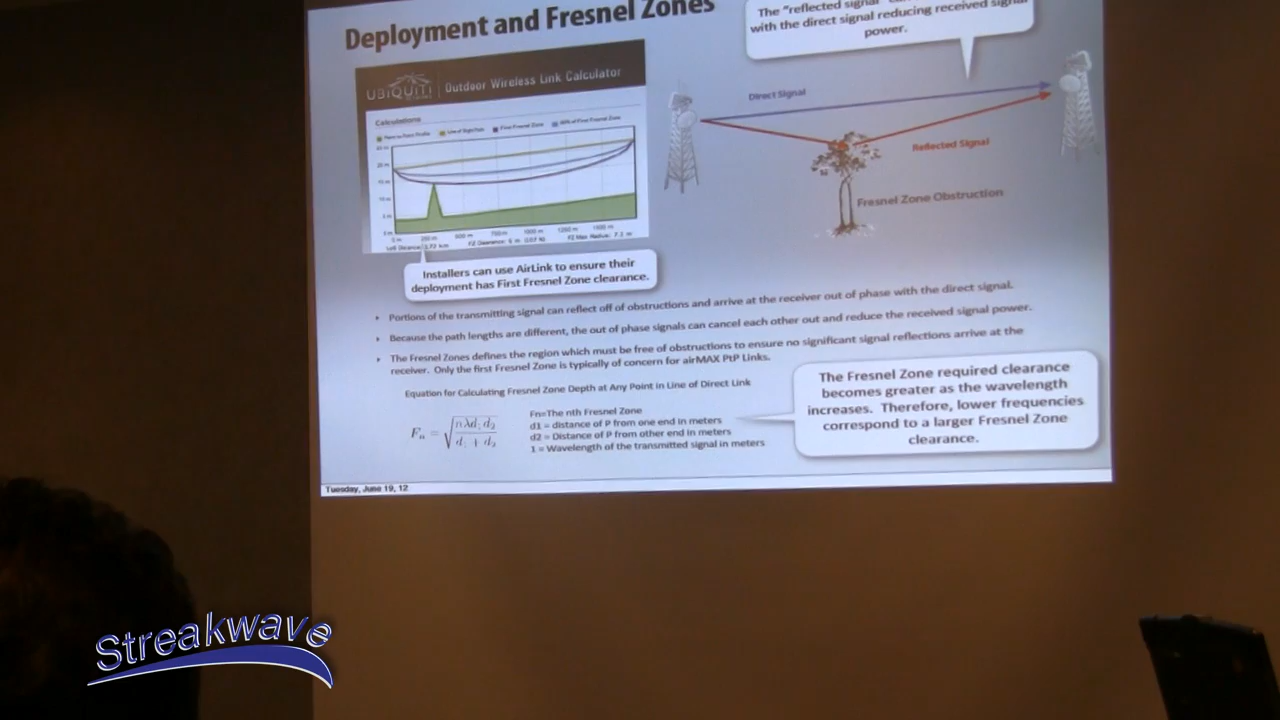 Deployment and Fresnel Zones
The "reflected signal"
with the direct signal reducing received signal
power.
UBIQUITI
Outdoor Wireless Link Calculator
Calculations
Direct Signal
Reflected Signal
Fresnel Zone Obstruction
Installers can use AirLink to ensure their
deployment has First Fresnel Zone clearance.
Portions of the transmitting signal can reflect off of obstructions and arrive at the receiver out of phase with the direct signal.
Because the path lengths are different, the out of phase signals can cancel each other out and reduce the received signal power.
The Fresnel Zones defines the region which must be free of obstructions to ensure no significant signal reflections arrive at the
receiver. Only the first Fresnel Zone is typically of concern for airMAX PtP Links.
Equation for Calculating Fresnel Zone Depth at Any Point in Line of Direct Link
Fn = √(nλd1d2 / (d1 + d2))
Fn=The nth Fresnel Zone
d1 = distance of P from one end in meters
d2 = Distance of P from other end in meters
1 = Wavelength of the transmitted signal in meters
The Fresnel Zone required clearance
becomes greater as the wavelength
increases. Therefore, lower frequencies
correspond to a larger Fresnel Zone
clearance.
Tuesday, June 19, 12
Streakwave